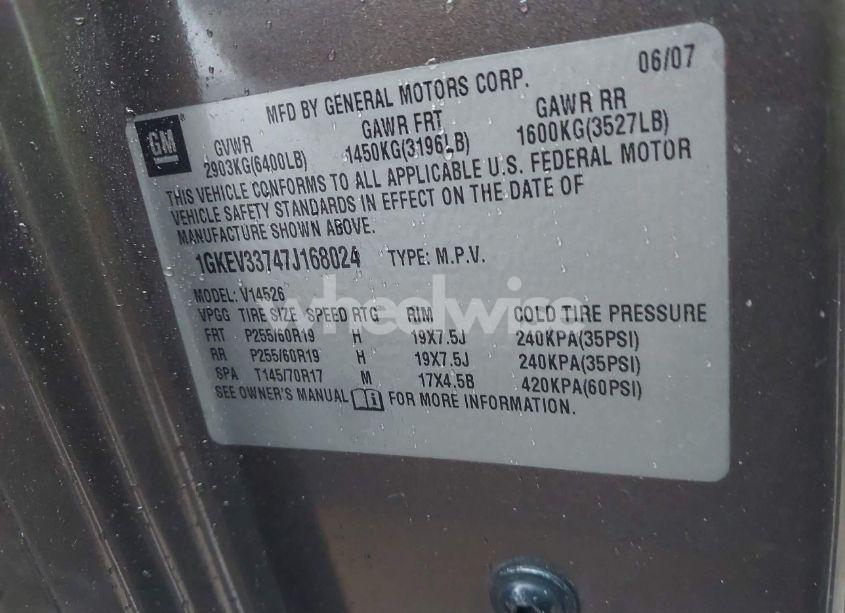 MFD BY GENERAL MOTORS CORP. 06/07
GM
GVWR GAWR FRT GAWR RR
2903KG(6400LB) 1450KG(3196LB) 1600KG(3527LB)
THIS VEHICLE CONFORMS TO ALL APPLICABLE U.S. FEDERAL MOTOR
VEHICLE SAFETY STANDARDS IN EFFECT ON THE DATE OF
MANUFACTURE SHOWN ABOVE.
1GKEV33747J168024 TYPE: M.P.V.
MODEL: V14526
VPGG TIRE SIZE SPEED RTG RIM COLD TIRE PRESSURE
FRT P255/60R19 H 19X7.5J 240KPA(35PSI)
RR P255/60R19 H 19X7.5J 240KPA(35PSI)
SPA T145/70R17 M 17X4.5B 420KPA(60PSI)
SEE OWNER'S MANUAL i FOR MORE INFORMATION.
whedwise